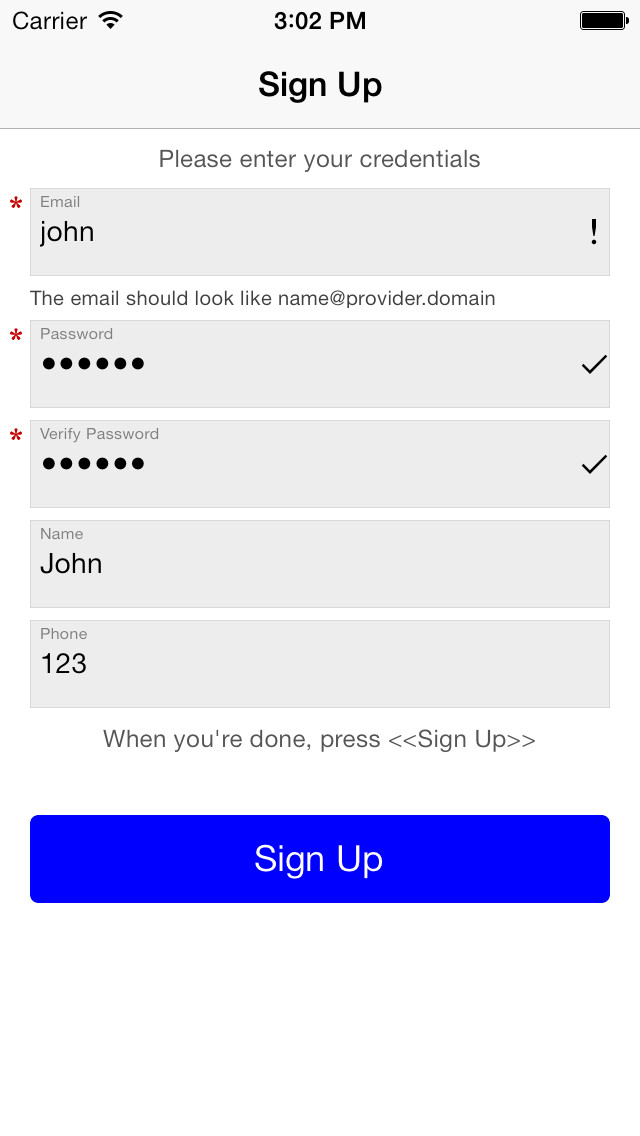 Carrier 3:02 PM
Sign Up
Please enter your credentials
* Email
john !
The email should look like name@provider.domain
* Password
●●●●●●
* Verify Password
●●●●●●
Name
John
Phone
123
When you're done, press <<Sign Up>>
Sign Up